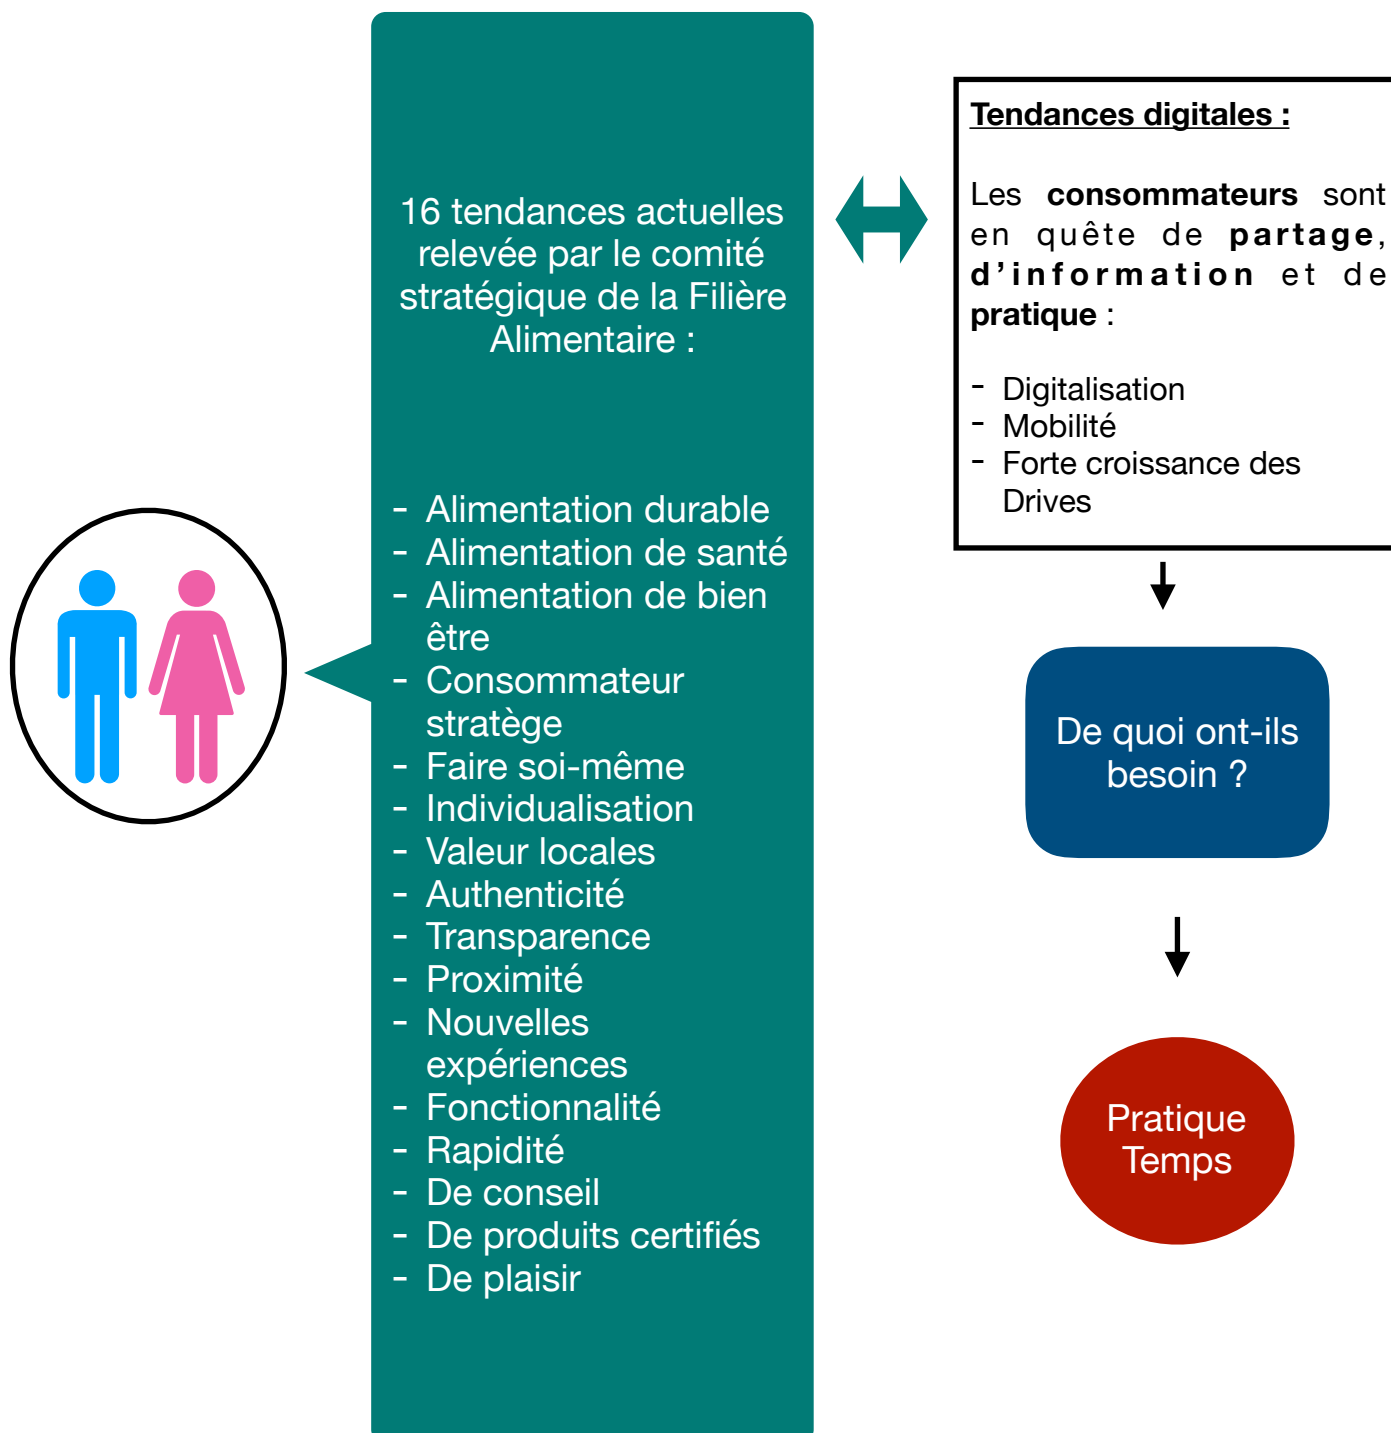 16 tendances actuelles
relevée par le comité
stratégique de la Filière
Alimentaire :
- Alimentation durable
- Alimentation de santé
- Alimentation de bien
être
- Consommateur
stratège
- Faire soi-même
- Individualisation
- Valeur locales
- Authenticité
- Transparence
- Proximité
- Nouvelles
expériences
- Fonctionnalité
- Rapidité
- De conseil
- De produits certifiés
- De plaisir
Tendances digitales :
Les consommateurs sont
en quête de partage,
d'information et de
pratique :
- Digitalisation
- Mobilité
- Forte croissance des
Drives
De quoi ont-ils
besoin ?
Pratique
Temps